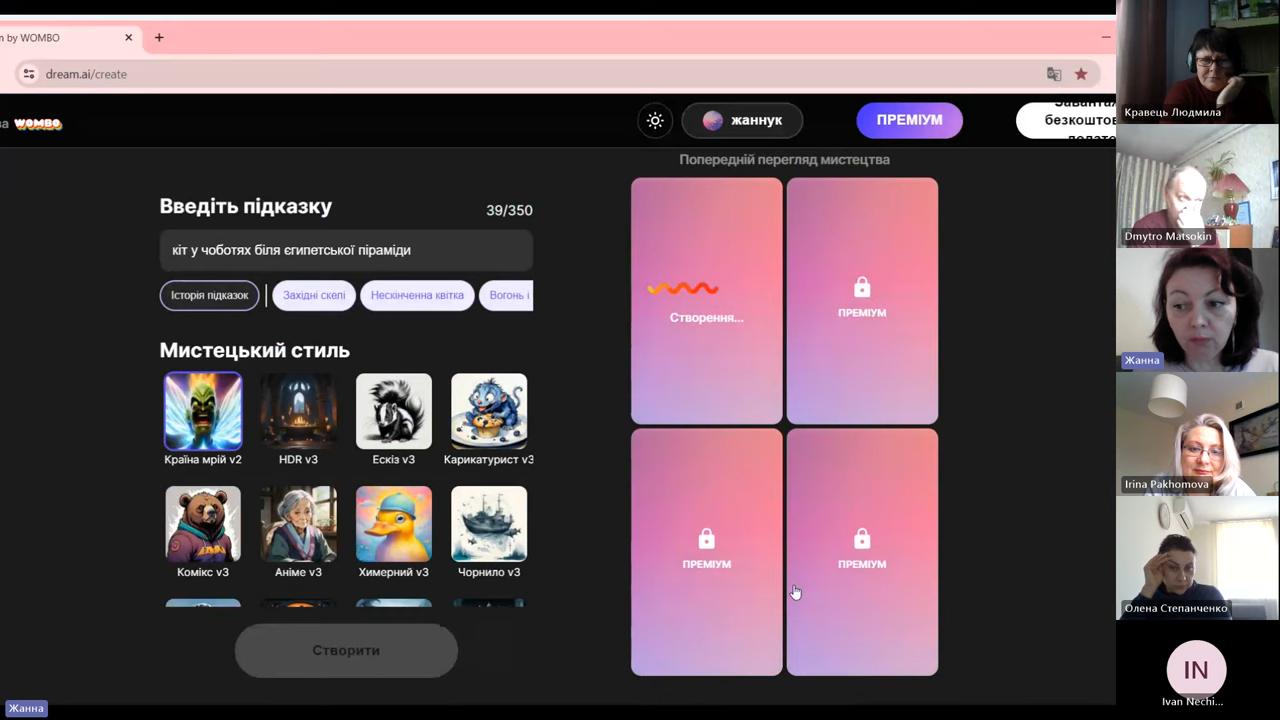 n by WOMBO
dream.ai/create
ва WOMBO
жаннук
ПРЕМІУМ
безкоштов
Попередній перегляд мистецтва
Введіть підказку
39/350
кіт у чоботях біля єгипетської піраміди
Історія підказок
Західні скелі
Нескінченна квітка
Вогонь і
Мистецький стиль
Країна мрій v2
HDR v3
Ескіз v3
Карикатурист v3
Комікс v3
Аніме v3
Химерний v3
Чорнило v3
Створити
Створення...
ПРЕМІУМ
ПРЕМІУМ
ПРЕМІУМ
Кравець Людмила
Dmytro Matsokin
Жанна
Irina Pakhomova
Олена Степанченко
IN
Ivan Nechi...
Жанна